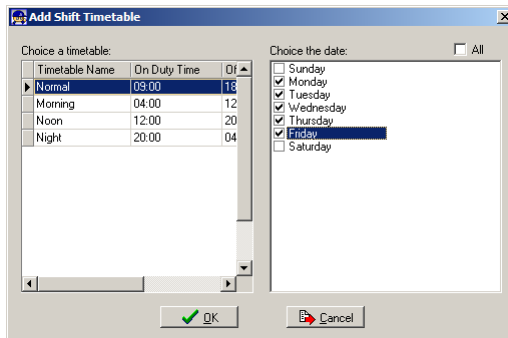 Add Shift Timetable
Choice a timetable:
Choice the date:
All
Timetable Name On Duty Time Of
Normal 09:00 18
Morning 04:00 12
Noon 12:00 20
Night 20:00 04
Sunday
Monday
Tuesday
Wednesday
Thursday
Friday
Saturday
OK
Cancel